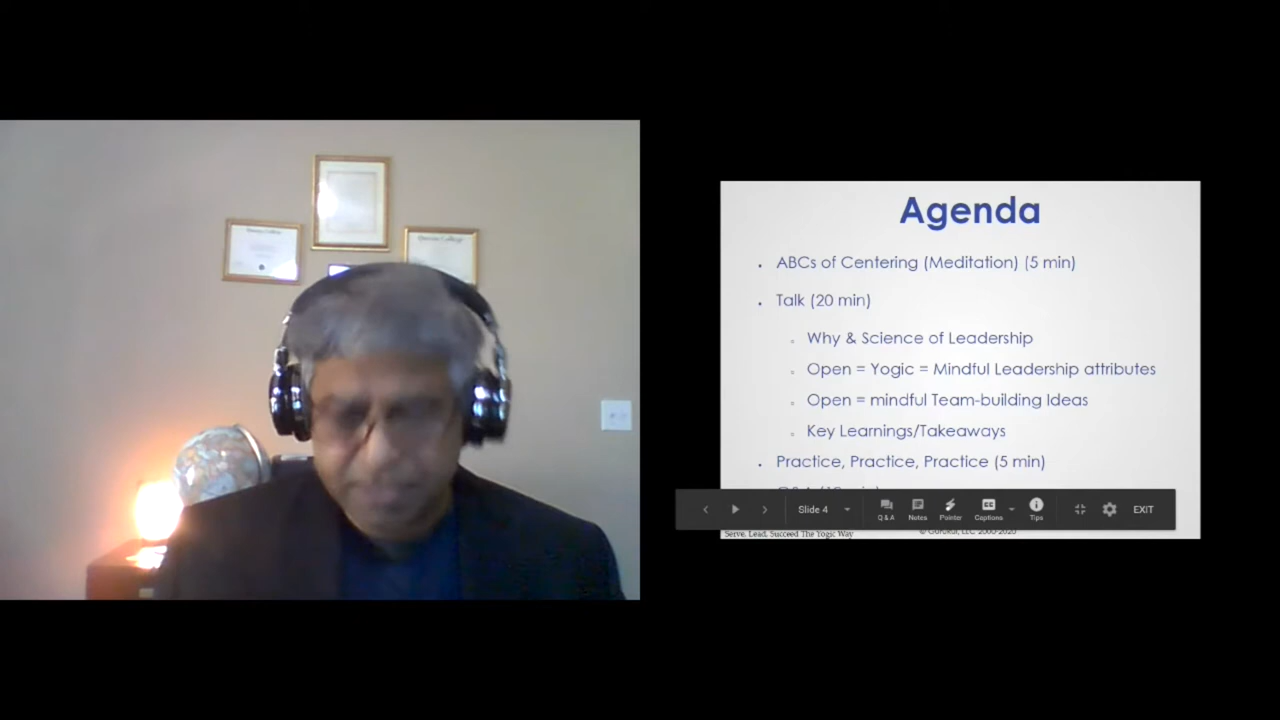 Agenda
ABCs of Centering (Meditation) (5 min)
Talk (20 min)
Why & Science of Leadership
Open = Yogic = Mindful Leadership attributes
Open = mindful Team-building Ideas
Key Learnings/Takeaways
Practice, Practice, Practice (5 min)
Slide 4
Q & A
Notes
Pointer
Captions
Tips
EXIT
Serve, Lead, Succeed The Yogic Way